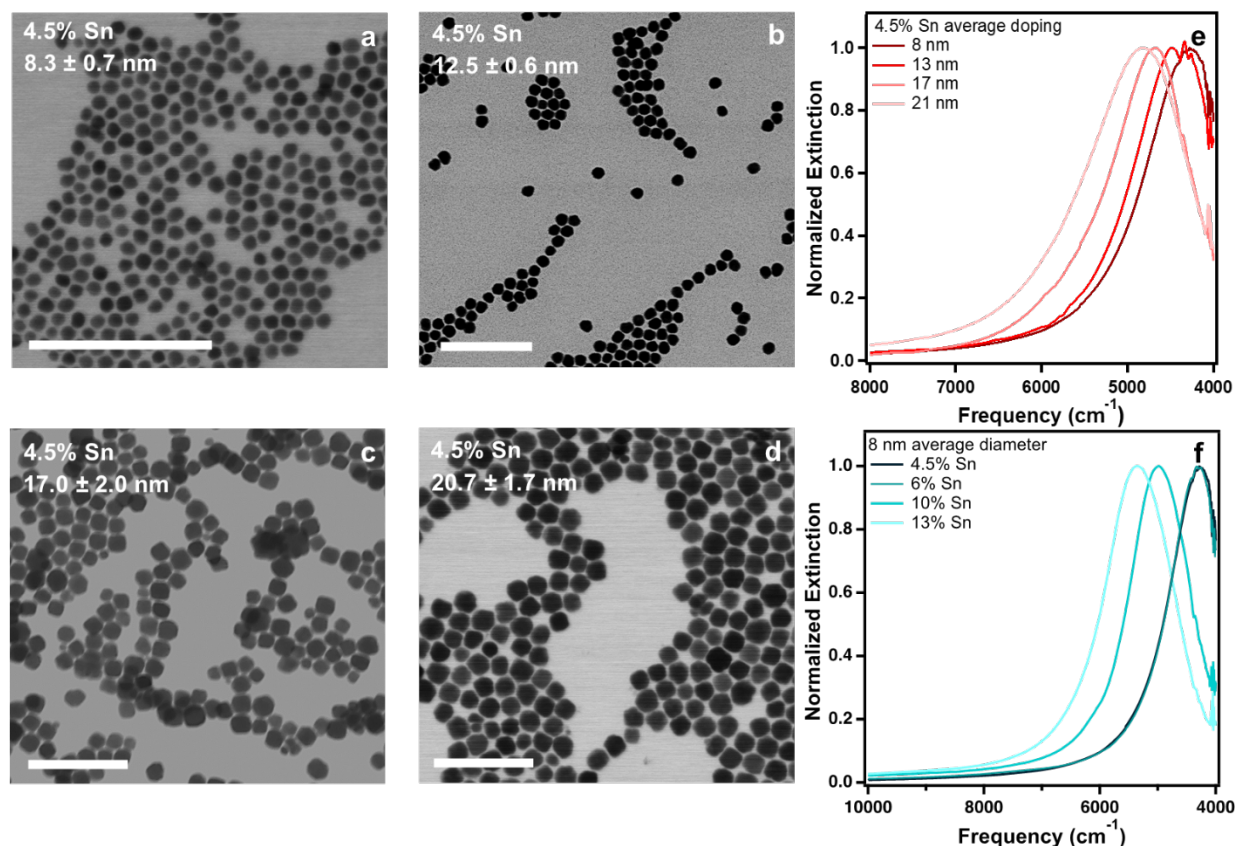 4.5% Sn
8.3 ± 0.7 nm
a
4.5% Sn
12.5 ± 0.6 nm
b
4.5% Sn average doping
8 nm
13 nm
17 nm
21 nm
e
1.0
0.8
0.6
0.4
0.2
0.0
Normalized Extinction
8000
7000
6000
5000
4000
Frequency (cm⁻¹)
4.5% Sn
17.0 ± 2.0 nm
c
4.5% Sn
20.7 ± 1.7 nm
d
8 nm average diameter
4.5% Sn
6% Sn
10% Sn
13% Sn
f
1.0
0.8
0.6
0.4
0.2
0.0
Normalized Extinction
10000
8000
6000
4000
Frequency (cm⁻¹)